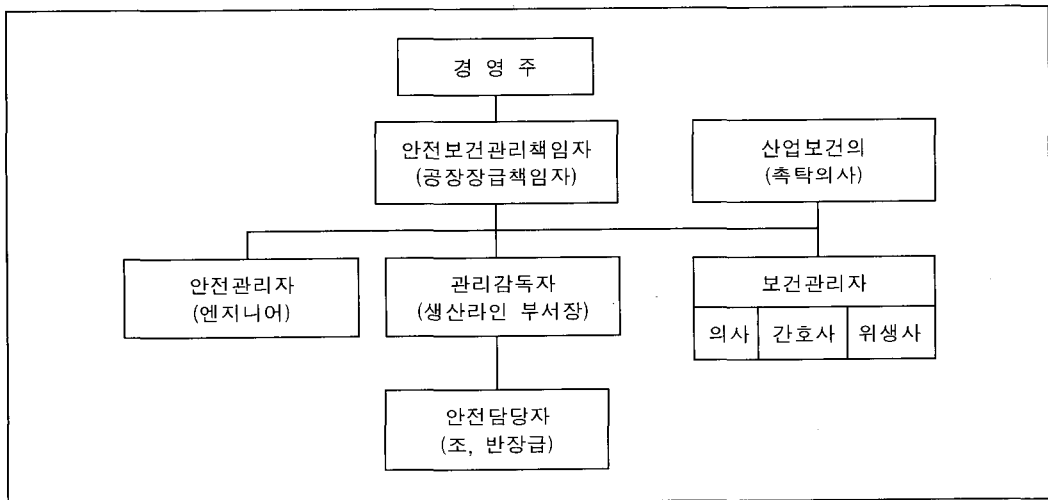 경 영 주
안전보건관리책임자
(공장장급책임자)
산업보건의
(촉탁의사)
안전관리자
(엔지니어)
관리감독자
(생산라인 부서장)
보건관리자
의사 간호사 위생사
안전담당자
(조, 반장급)